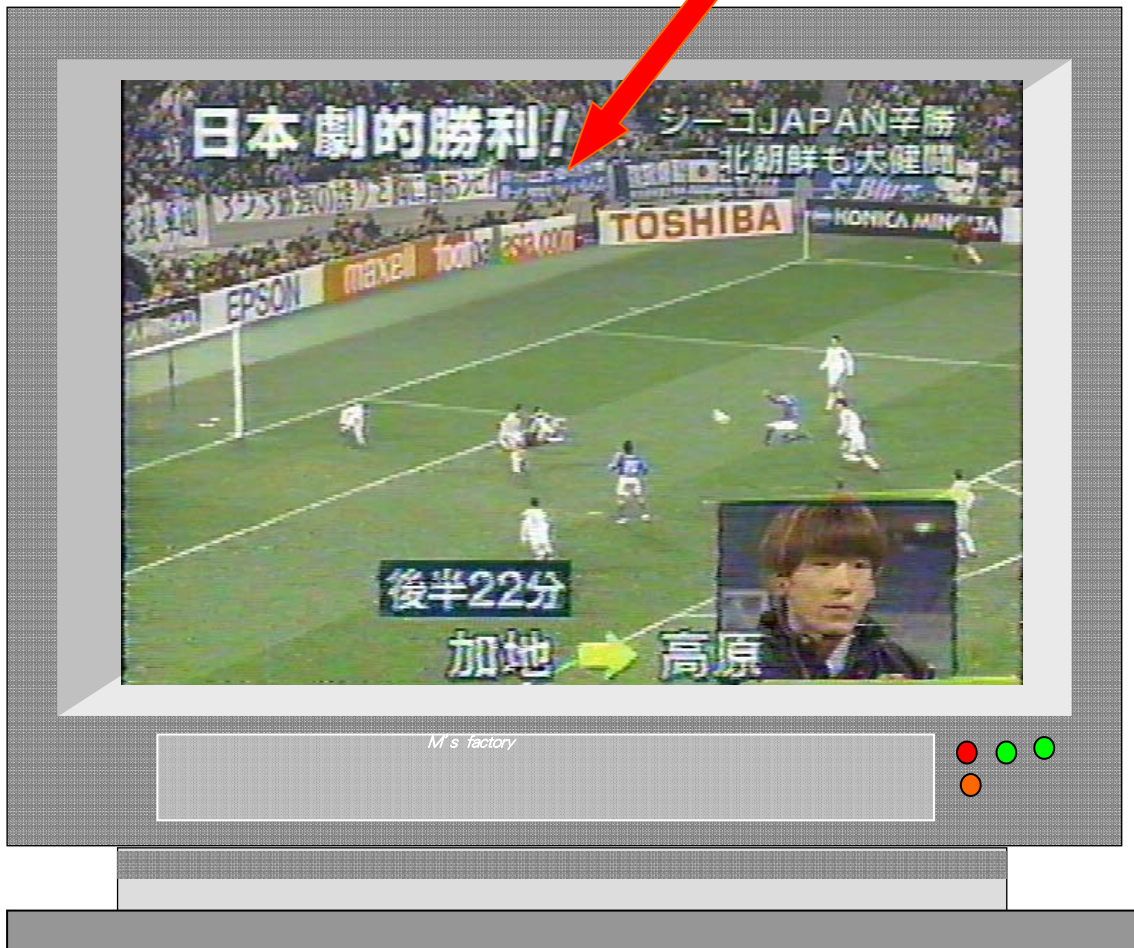 日本 劇的勝利!
ジーコJAPAN辛勝
北朝鮮も大健闘
TOSHIBA
KONICA MINOLTA
maxell
EPSON
後半22分
加地 高原
M's factory